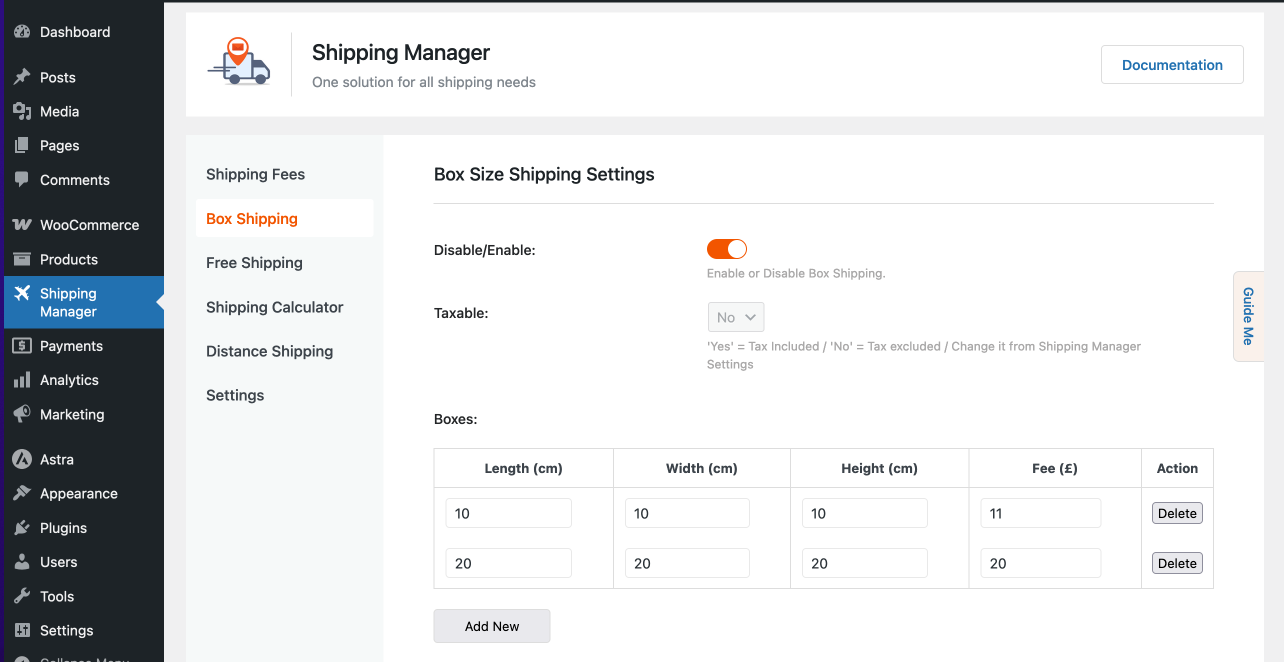 Dashboard
Posts
Media
Pages
Comments
WooCommerce
Products
Shipping
Manager
Payments
Analytics
Marketing
Astra
Appearance
Plugins
Users
Tools
Settings
Collapse Menu
Shipping Manager
One solution for all shipping needs
Documentation
Shipping Fees
Box Shipping
Free Shipping
Shipping Calculator
Distance Shipping
Settings
Box Size Shipping Settings
Disable/Enable:
Enable or Disable Box Shipping.
Taxable:
No
'Yes' = Tax Included / 'No' = Tax excluded / Change it from Shipping Manager
Settings
Boxes:
Length (cm) Width (cm) Height (cm) Fee (£) Action
10 10 10 11 Delete
20 20 20 20 Delete
Add New
Guide Me